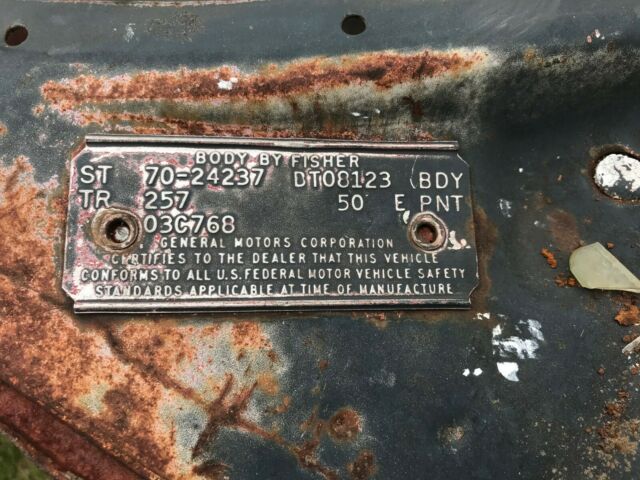 BODY BY FISHER
ST 70-24237 DT08123 BDY
TR 257 50 E PNT
03C768
GENERAL MOTORS CORPORATION
CERTIFIES TO THE DEALER THAT THIS VEHICLE
CONFORMS TO ALL U.S. FEDERAL MOTOR VEHICLE SAFETY
STANDARDS APPLICABLE AT TIME OF MANUFACTURE